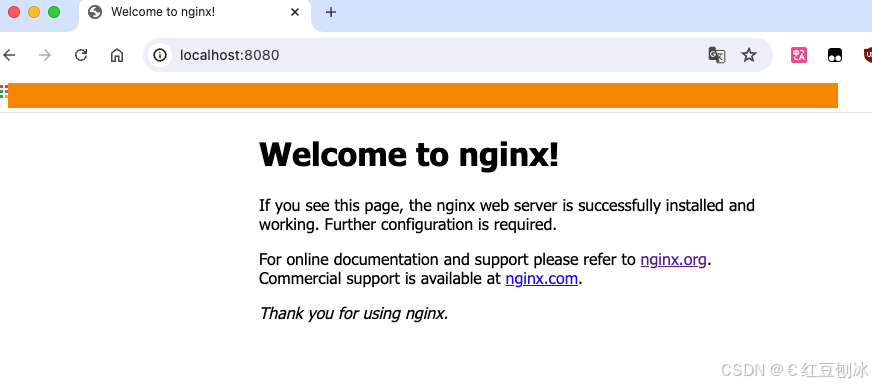 Welcome to nginx!
localhost:8080
Welcome to nginx!
If you see this page, the nginx web server is successfully installed and
working. Further configuration is required.
For online documentation and support please refer to nginx.org.
Commercial support is available at nginx.com.
Thank you for using nginx.
CSDN @€红豆刨冰